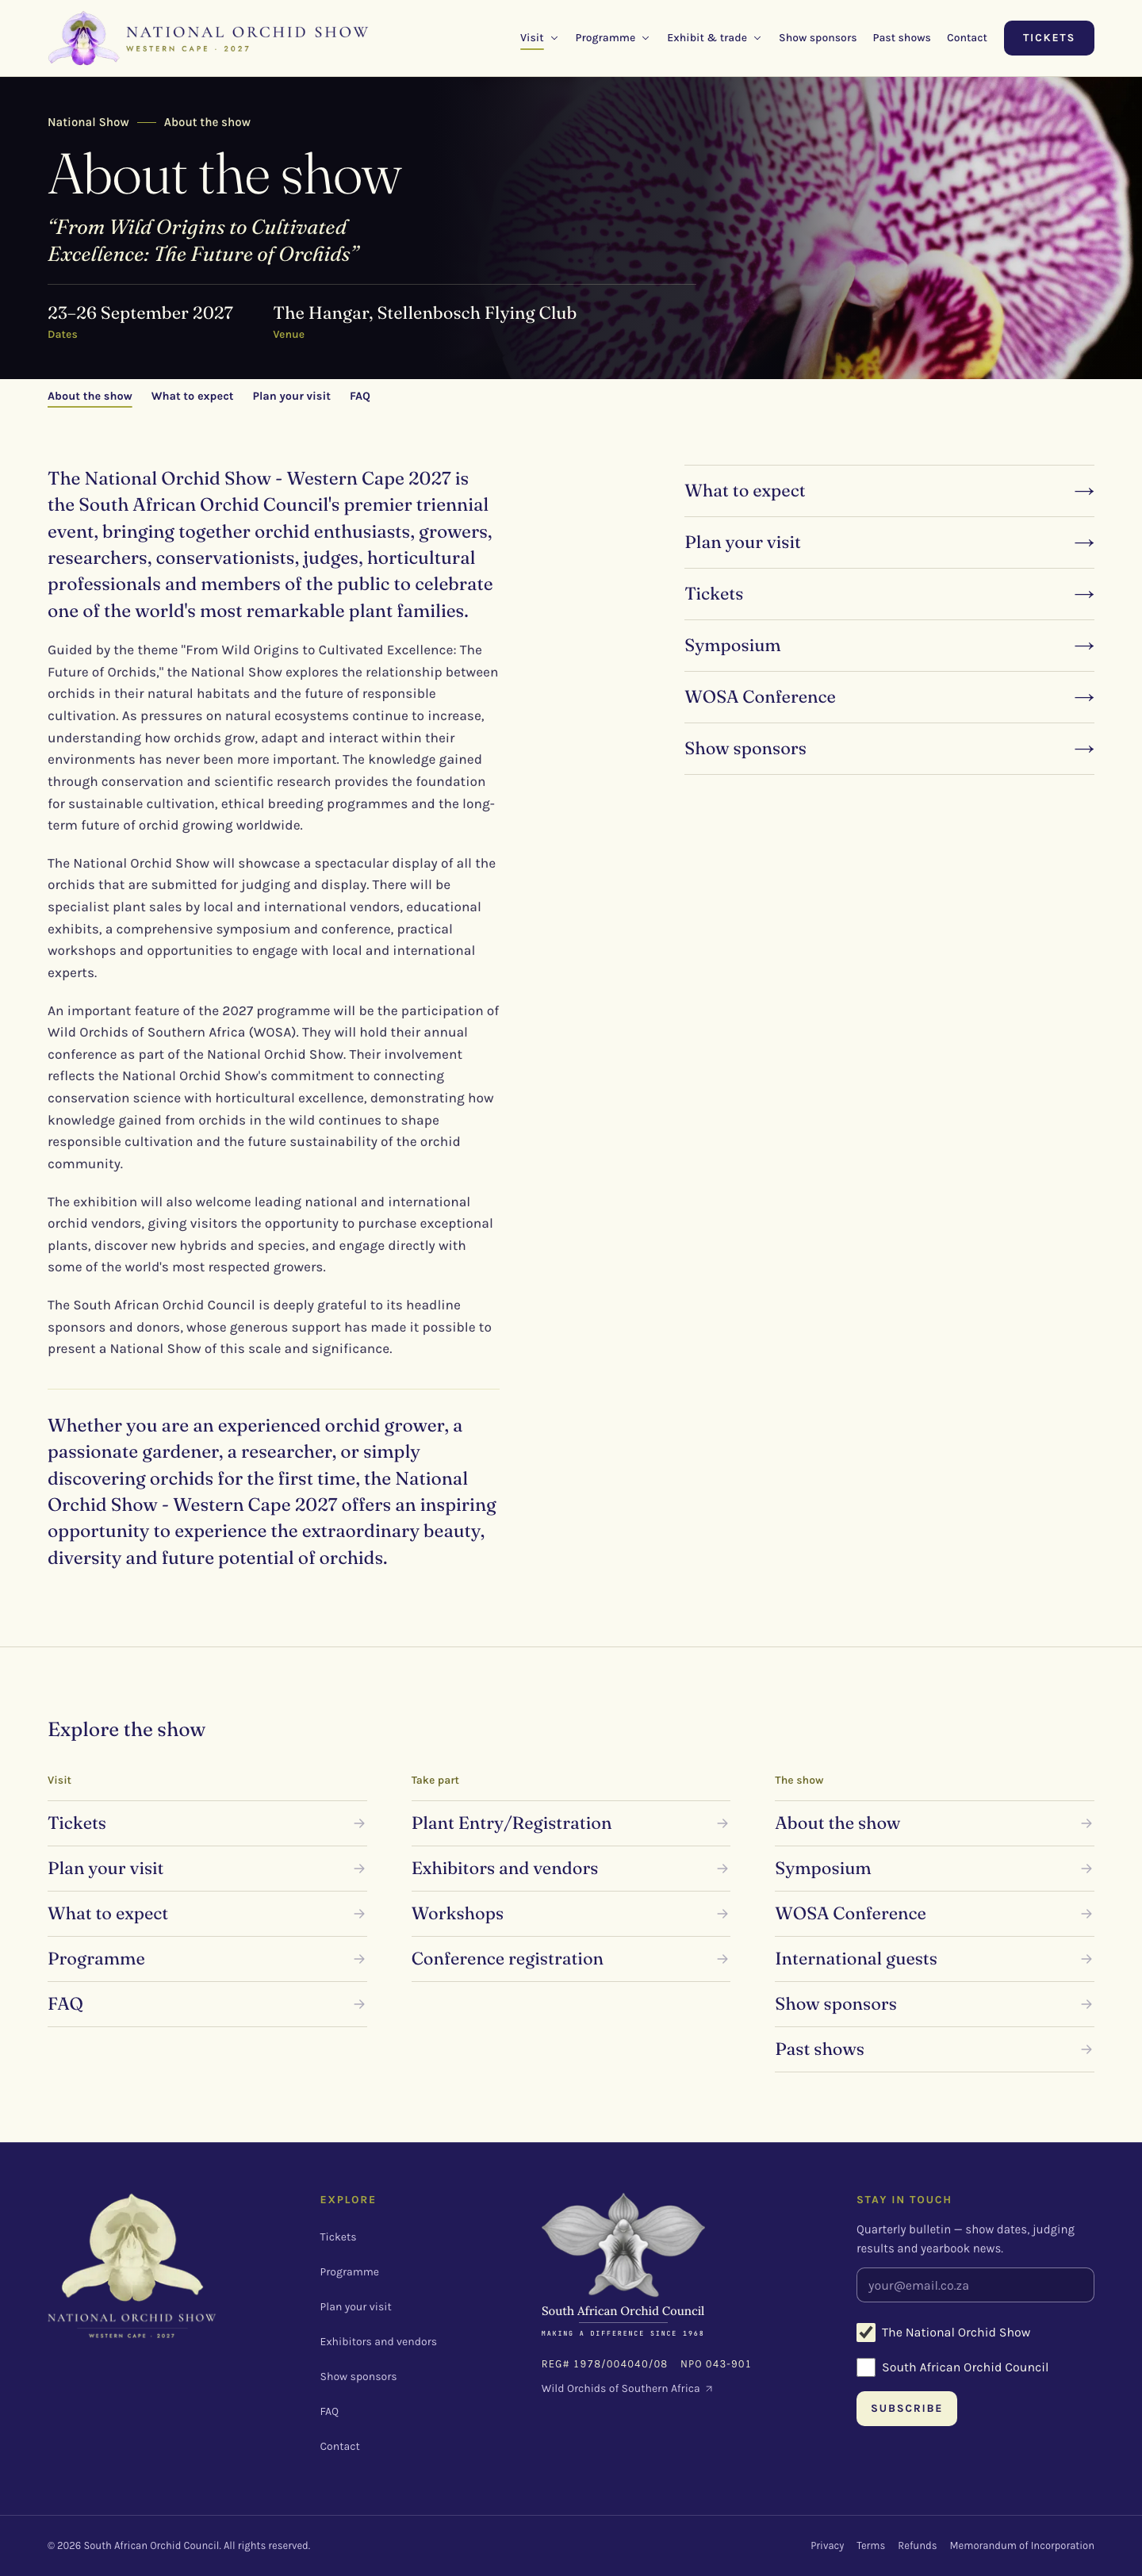 NATIONAL ORCHID SHOW
WESTERN CAPE · 2027
Visit
Programme
Exhibit & trade
Show sponsors
Past shows
Contact
TICKETS
National Show — About the show
About the show
“From Wild Origins to Cultivated
Excellence: The Future of Orchids”
23–26 September 2027
Dates
The Hangar, Stellenbosch Flying Club
Venue
About the show
What to expect
Plan your visit
FAQ
The National Orchid Show - Western Cape 2027 is
the South African Orchid Council's premier triennial
event, bringing together orchid enthusiasts, growers,
researchers, conservationists, judges, horticultural
professionals and members of the public to celebrate
one of the world's most remarkable plant families.
Guided by the theme "From Wild Origins to Cultivated Excellence: The
Future of Orchids," the National Show explores the relationship between
orchids in their natural habitats and the future of responsible
cultivation. As pressures on natural ecosystems continue to increase,
understanding how orchids grow, adapt and interact within their
environments has never been more important. The knowledge gained
through conservation and scientific research provides the foundation
for sustainable cultivation, ethical breeding programmes and the long-
term future of orchid growing worldwide.
The National Orchid Show will showcase a spectacular display of all the
orchids that are submitted for judging and display. There will be
specialist plant sales by local and international vendors, educational
exhibits, a comprehensive symposium and conference, practical
workshops and opportunities to engage with local and international
experts.
An important feature of the 2027 programme will be the participation of
Wild Orchids of Southern Africa (WOSA). They will hold their annual
conference as part of the National Orchid Show. Their involvement
reflects the National Orchid Show's commitment to connecting
conservation science with horticultural excellence, demonstrating how
knowledge gained from orchids in the wild continues to shape
responsible cultivation and the future sustainability of the orchid
community.
The exhibition will also welcome leading national and international
orchid vendors, giving visitors the opportunity to purchase exceptional
plants, discover new hybrids and species, and engage directly with
some of the world's most respected growers.
The South African Orchid Council is deeply grateful to its headline
sponsors and donors, whose generous support has made it possible to
present a National Show of this scale and significance.
Whether you are an experienced orchid grower, a
passionate gardener, a researcher, or simply
discovering orchids for the first time, the National
Orchid Show - Western Cape 2027 offers an inspiring
opportunity to experience the extraordinary beauty,
diversity and future potential of orchids.
What to expect →
Plan your visit →
Tickets →
Symposium →
WOSA Conference →
Show sponsors →
Explore the show
Visit
Tickets →
Plan your visit →
What to expect →
Programme →
FAQ →
Take part
Plant Entry/Registration →
Exhibitors and vendors →
Workshops →
Conference registration →
The show
About the show →
Symposium →
WOSA Conference →
International guests →
Show sponsors →
Past shows →
NATIONAL ORCHID SHOW
WESTERN CAPE · 2027
EXPLORE
Tickets
Programme
Plan your visit
Exhibitors and vendors
Show sponsors
FAQ
Contact
South African Orchid Council
MAKING A DIFFERENCE SINCE 1968
REG# 1978/004040/08 NPO 043-901
Wild Orchids of Southern Africa ↗
STAY IN TOUCH
Quarterly bulletin — show dates, judging
results and yearbook news.
your@email.co.za
The National Orchid Show
South African Orchid Council
SUBSCRIBE
© 2026 South African Orchid Council. All rights reserved.
Privacy
Terms
Refunds
Memorandum of Incorporation